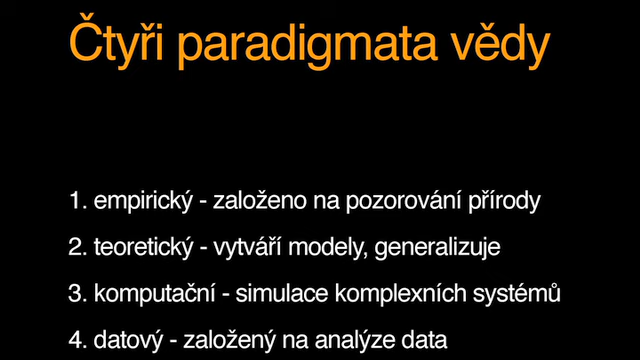 Čtyři paradigmata vědy
1. empirický - založeno na pozorování přírody
2. teoretický - vytváří modely, generalizuje
3. komputační - simulace komplexních systémů
4. datový - založený na analýze data